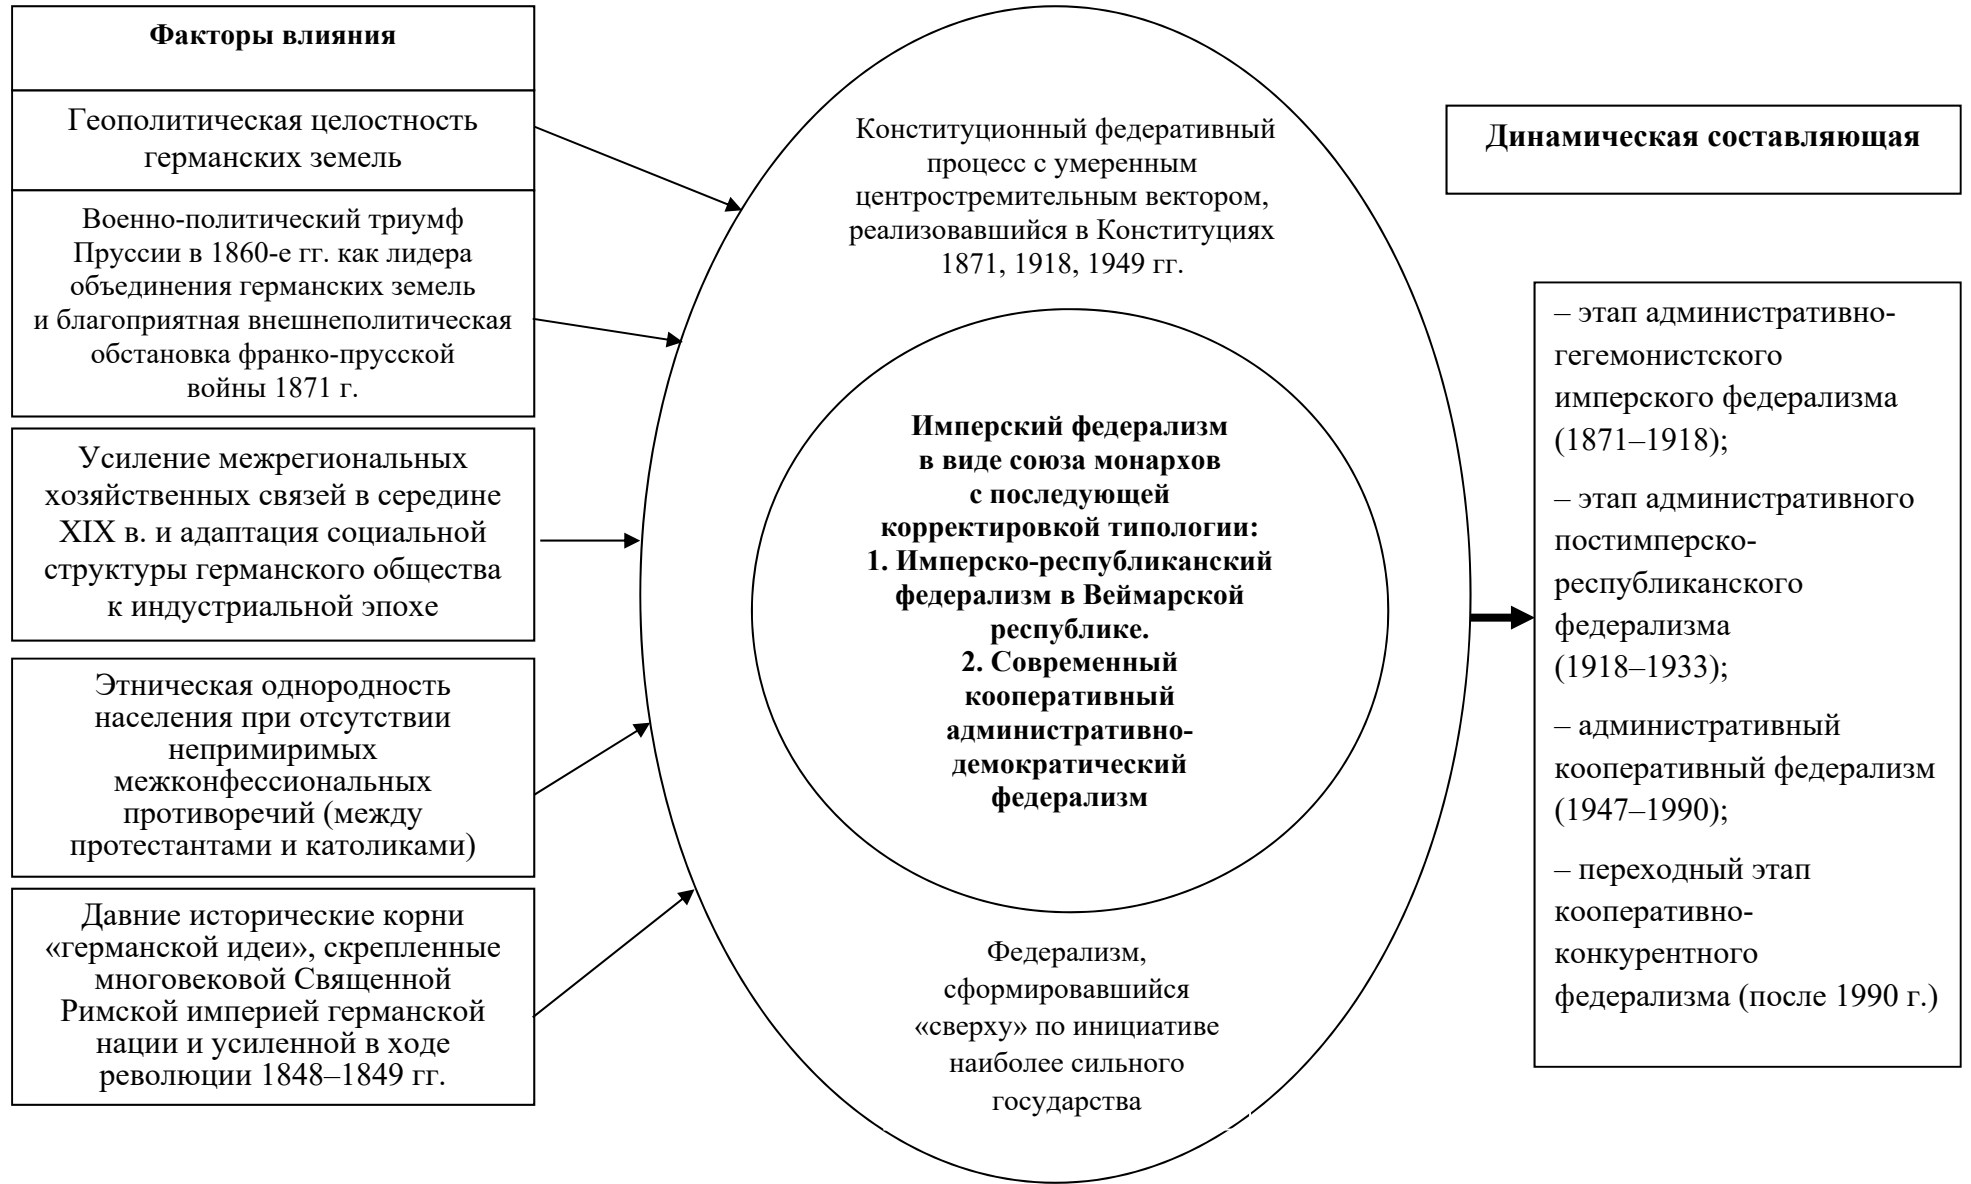 Факторы влияния
Геополитическая целостность
германских земель
Военно-политический триумф
Пруссии в 1860-е гг. как лидера
объединения германских земель
и благоприятная внешнеполитическая
обстановка франко-прусской
войны 1871 г.
Усиление межрегиональных
хозяйственных связей в середине
XIX в. и адаптация социальной
структуры германского общества
к индустриальной эпохе
Этническая однородность
населения при отсутствии
непримиримых
межконфессиональных
противоречий (между
протестантами и католиками)
Давние исторические корни
«германской идеи», скрепленные
многовековой Священной
Римской империей германской
нации и усиленной в ходе
революции 1848–1849 гг.
Конституционный федеративный
процесс с умеренным
центростремительным вектором,
реализовавшийся в Конституциях
1871, 1918, 1949 гг.
Имперский федерализм
в виде союза монархов
с последующей
корректировкой типологии:
1. Имперско-республиканский
федерализм в Веймарской
республике.
2. Современный
кооперативный
административно-
демократический
федерализм
Федерализм,
сформировавшийся
«сверху» по инициативе
наиболее сильного
государства
Динамическая составляющая
– этап административно-
гегемонистского
имперского федерализма
(1871–1918);
– этап административного
постимперско-
республиканского
федерализма
(1918–1933);
– административный
кооперативный федерализм
(1947–1990);
– переходный этап
кооперативно-
конкурентного
федерализма (после 1990 г.)